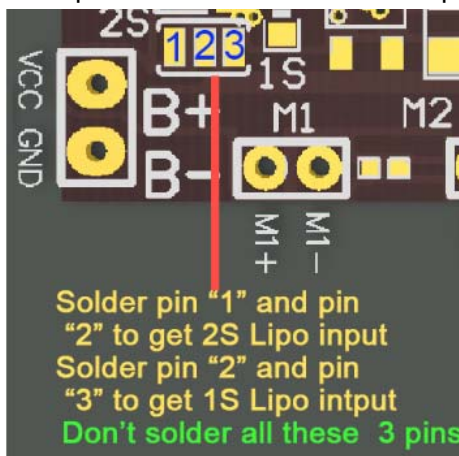 2S
1 2 3
1S
VCC
B+
M1
M2
GND
B-
M1+
M1-
Solder pin “1” and pin
“2” to get 2S Lipo input
Solder pin “2” and pin
“3” to get 1S Lipo intput
Don't solder all these 3 pins